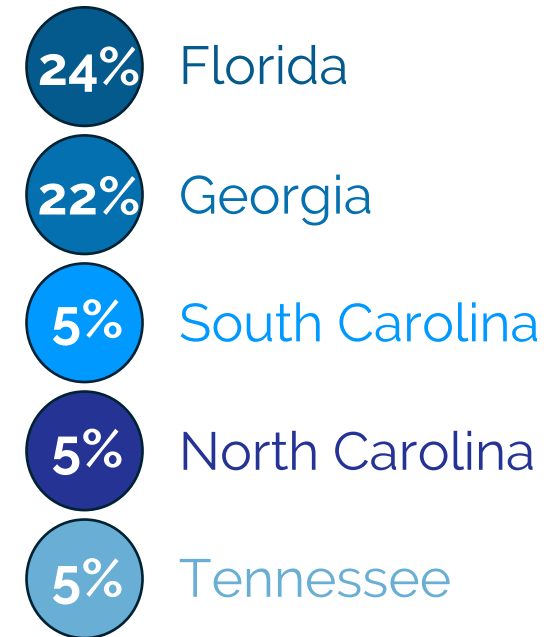 24% Florida
22% Georgia
5% South Carolina
5% North Carolina
5% Tennessee